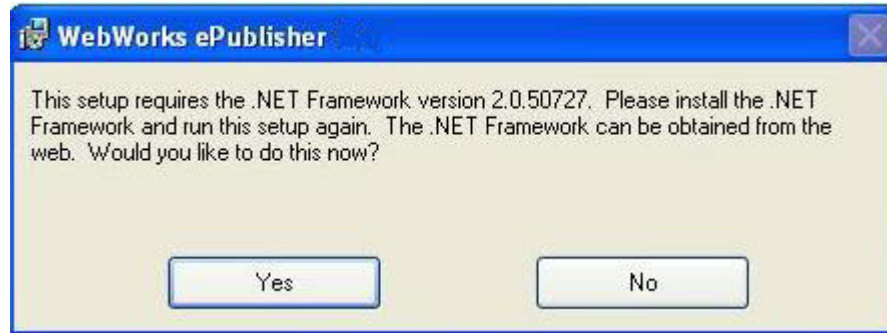 WebWorks ePublisher
This setup requires the .NET Framework version 2.0.50727.  Please install the .NET
Framework and run this setup again.  The .NET Framework can be obtained from the
web.  Would you like to do this now?
Yes
No